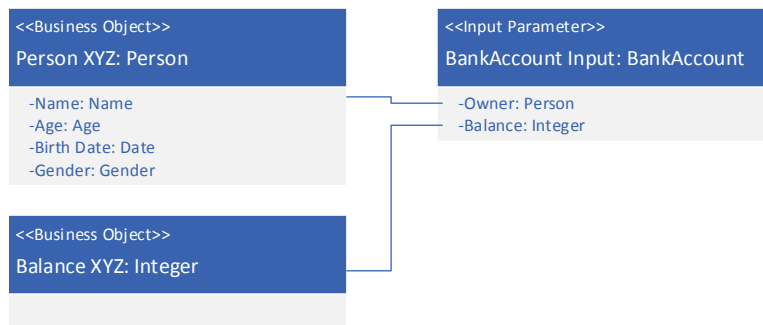 <<Business Object>>
Person XYZ: Person
-Name: Name
-Age: Age
-Birth Date: Date
-Gender: Gender
<<Input Parameter>>
BankAccount Input: BankAccount
-Owner: Person
-Balance: Integer
<<Business Object>>
Balance XYZ: Integer